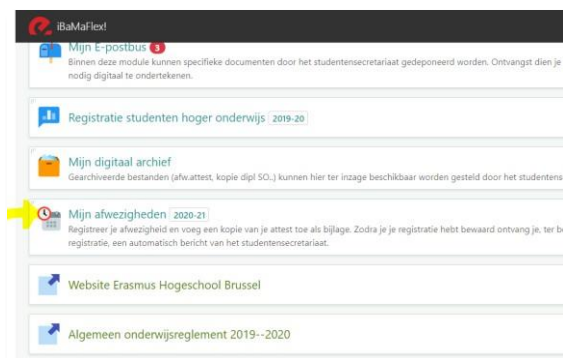 iBaMaFlex!
Mijn E-postbus 3
Binnen deze module kunnen specifieke documenten door het studentensecretariaat gedeponeerd worden. Ontvangst dien je
nodig digitaal te ondertekenen.
Registratie studenten hoger onderwijs 2019-20
Mijn digitaal archief
Gearchiveerde bestanden (afw.attest, kopie dipl SO..) kunnen hier ter inzage beschikbaar worden gesteld door het studentens
Mijn afwezigheden 2020-21
Registreer je afwezigheid en voeg een kopie van je attest toe als bijlage. Zodra je je registratie hebt bewaard ontvang je, ter be
registratie, een automatisch bericht van het studentensecretariaat.
Website Erasmus Hogeschool Brussel
Algemeen onderwijsreglement 2019--2020